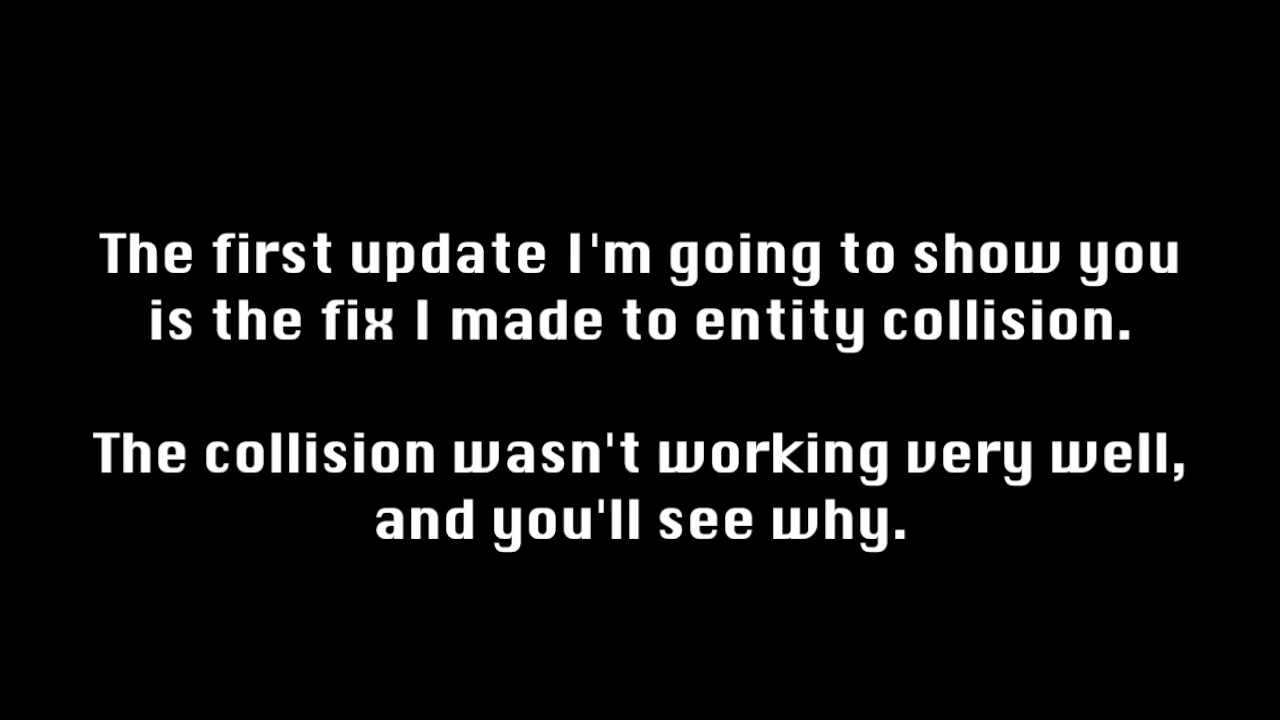 The first update I'm going to show you
is the fix I made to entity collision.
The collision wasn't working very well,
and you'll see why.